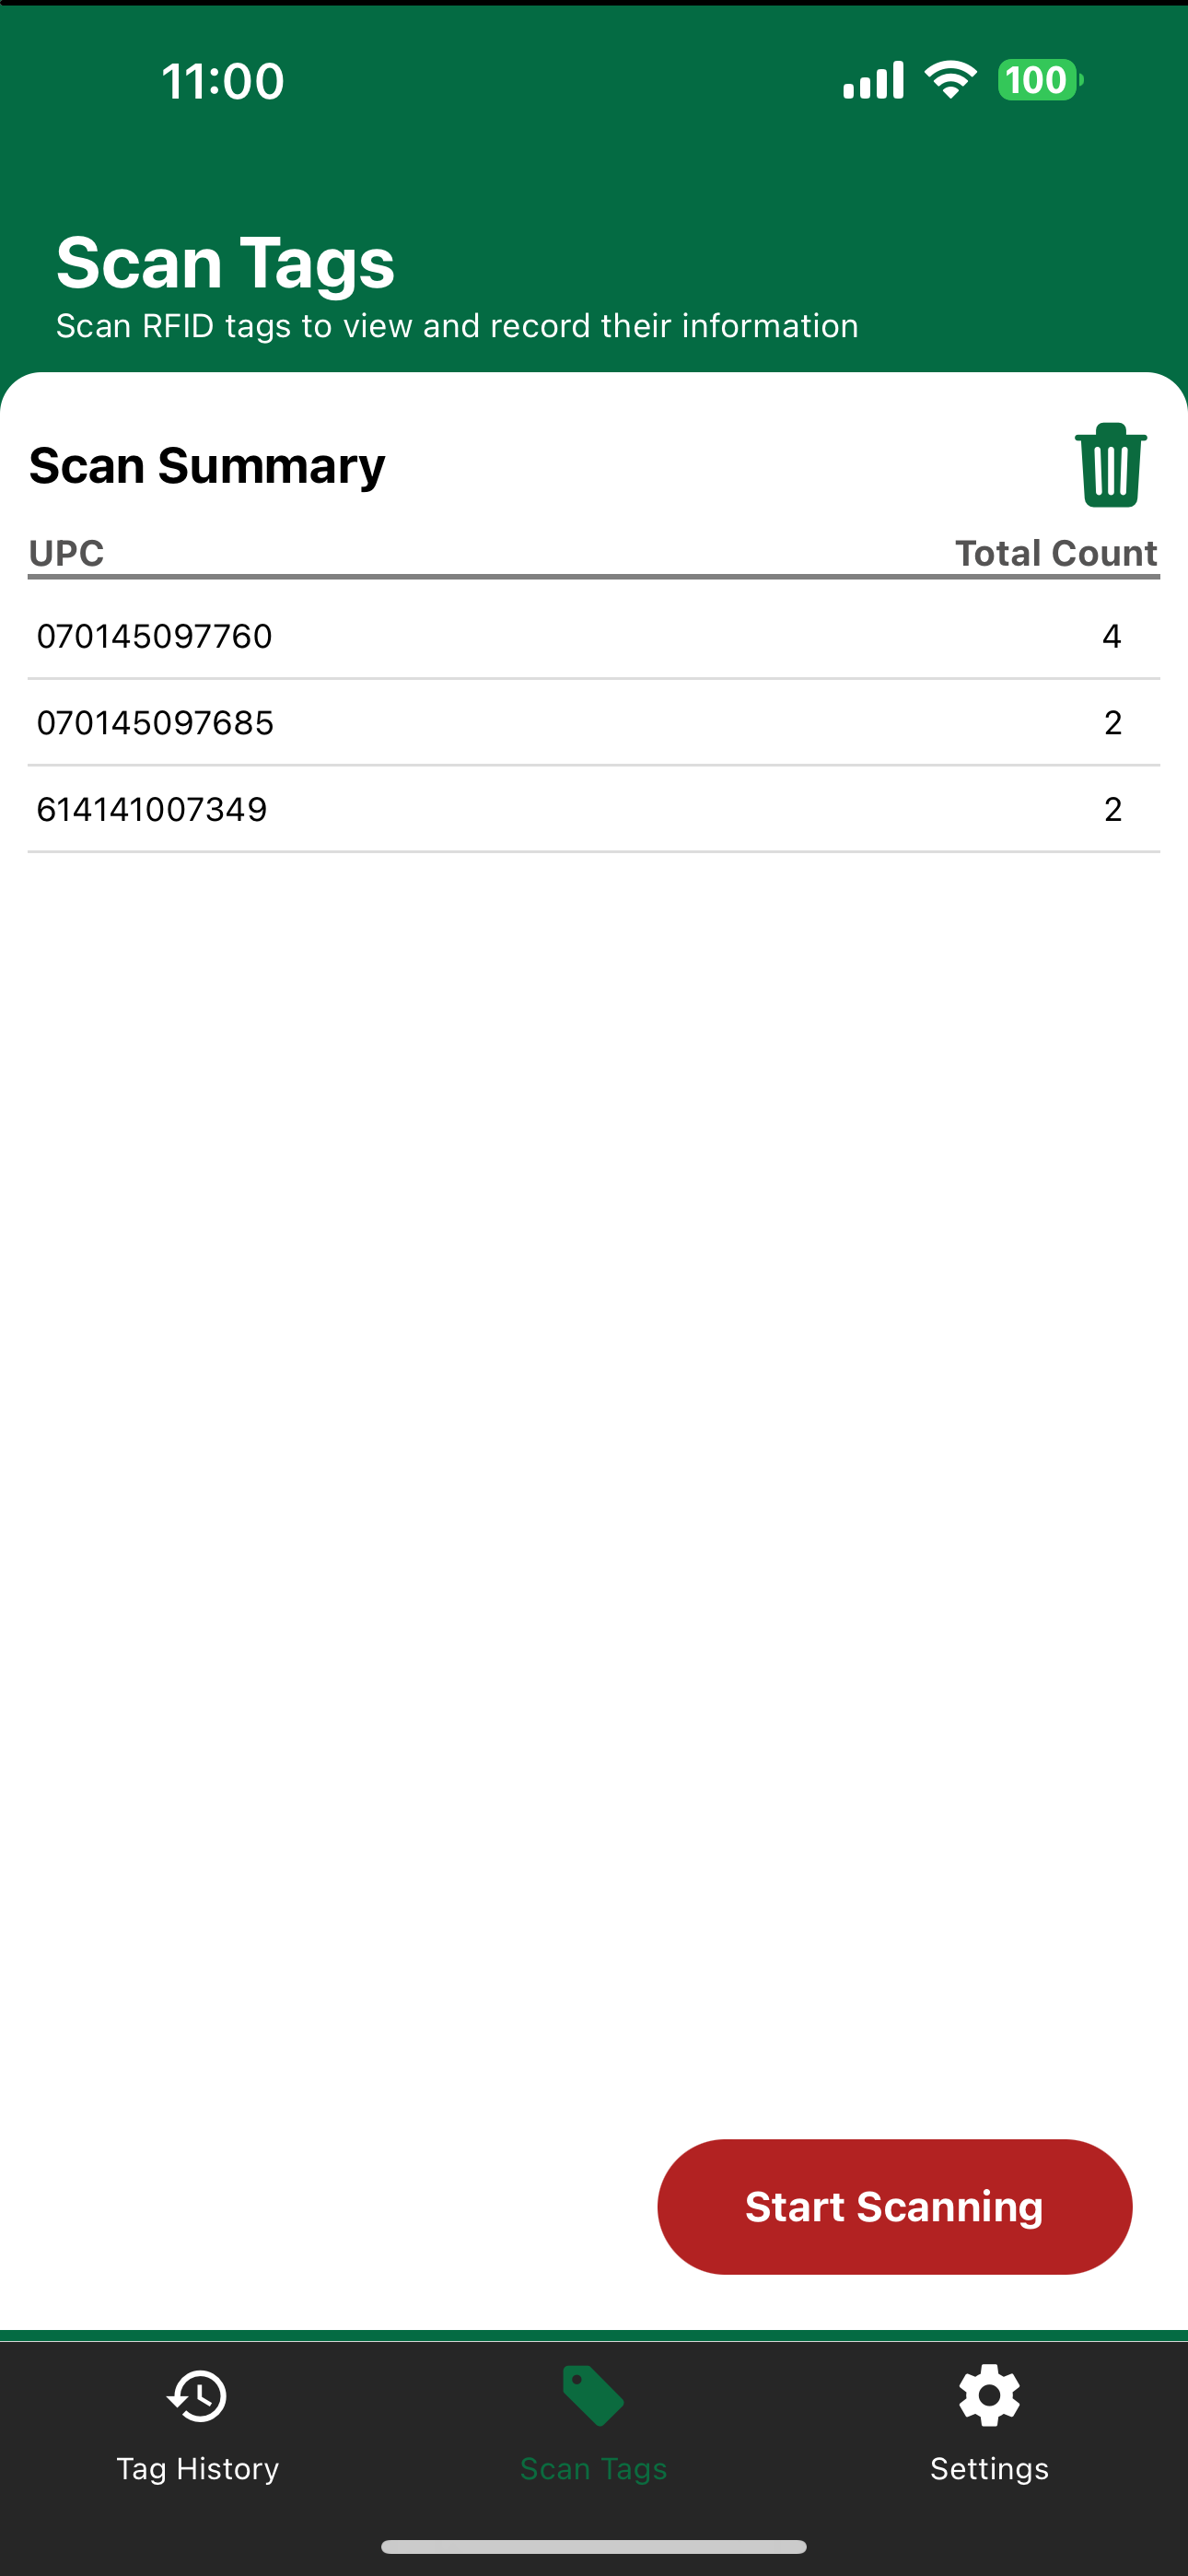 11:00
100
Scan Tags
Scan RFID tags to view and record their information
Scan Summary
UPC Total Count
070145097760 4
070145097685 2
614141007349 2
Start Scanning
Tag History Scan Tags Settings